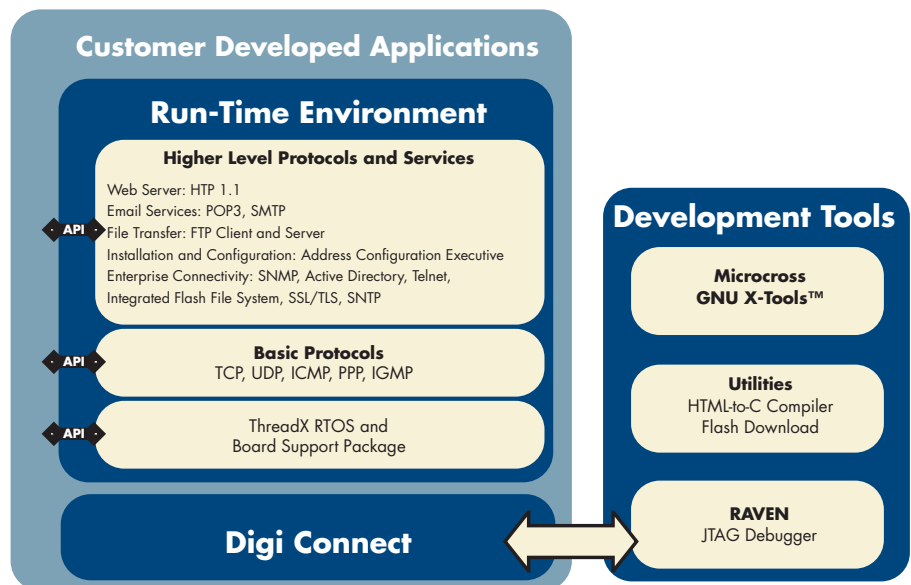 Customer Developed Applications
Run-Time Environment
Higher Level Protocols and Services
Web Server: HTP 1.1
Email Services: POP3, SMTP
File Transfer: FTP Client and Server
Installation and Configuration: Address Configuration Executive
Enterprise Connectivity: SNMP, Active Directory, Telnet,
Integrated Flash File System, SSL/TLS, SNTP
API
Basic Protocols
TCP, UDP, ICMP, PPP, IGMP
API
ThreadX RTOS and
Board Support Package
API
Digi Connect
Development Tools
Microcross
GNU X-Tools™
Utilities
HTML-to-C Compiler
Flash Download
RAVEN
JTAG Debugger